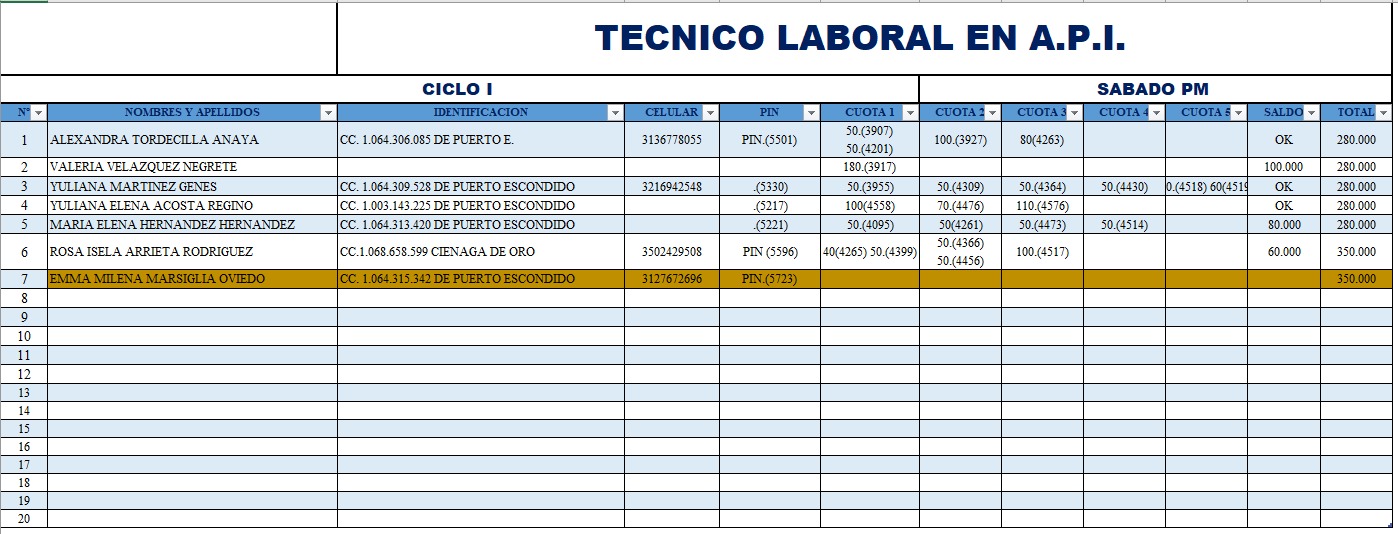 TECNICO LABORAL EN A.P.I.
CICLO I SABADO PM
N° NOMBRES Y APELLIDOS IDENTIFICACION CELULAR PIN CUOTA 1 CUOTA 2 CUOTA 3 CUOTA 4 CUOTA 5 SALDO TOTAL
1 ALEXANDRA TORDECILLA ANAYA CC. 1.064.306.085 DE PUERTO E. 3136778055 PIN.(5501) 50.(3907) 50.(4201) 100.(3927) 80(4263) OK 280.000
2 VALERIA VELAZQUEZ NEGRETE 180.(3917) 100.000 280.000
3 YULIANA MARTINEZ GENES CC. 1.064.309.528 DE PUERTO ESCONDIDO 3216942548 .(5330) 50.(3955) 50.(4309) 50.(4364) 50.(4430) 0.(4518) 60(4519 OK 280.000
4 YULIANA ELENA ACOSTA REGINO CC. 1.003.143.225 DE PUERTO ESCONDIDO .(5217) 100(4558) 70.(4476) 110.(4576) OK 280.000
5 MARIA ELENA HERNANDEZ HERNANDEZ CC. 1.064.313.420 DE PUERTO ESCONDIDO .(5221) 50.(4095) 50(4261) 50.(4473) 50.(4514) 80.000 280.000
6 ROSA ISELA ARRIETA RODRIGUEZ CC.1.068.658.599 CIENAGA DE ORO 3502429508 PIN (5596) 40(4265) 50.(4399) 50.(4366) 50.(4456) 100.(4517) 60.000 350.000
7 EMMA MILENA MARSIGLIA OVIEDO CC. 1.064.315.342 DE PUERTO ESCONDIDO 3127672696 PIN.(5723) 350.000
8
9
10
11
12
13
14
15
16
17
18
19
20